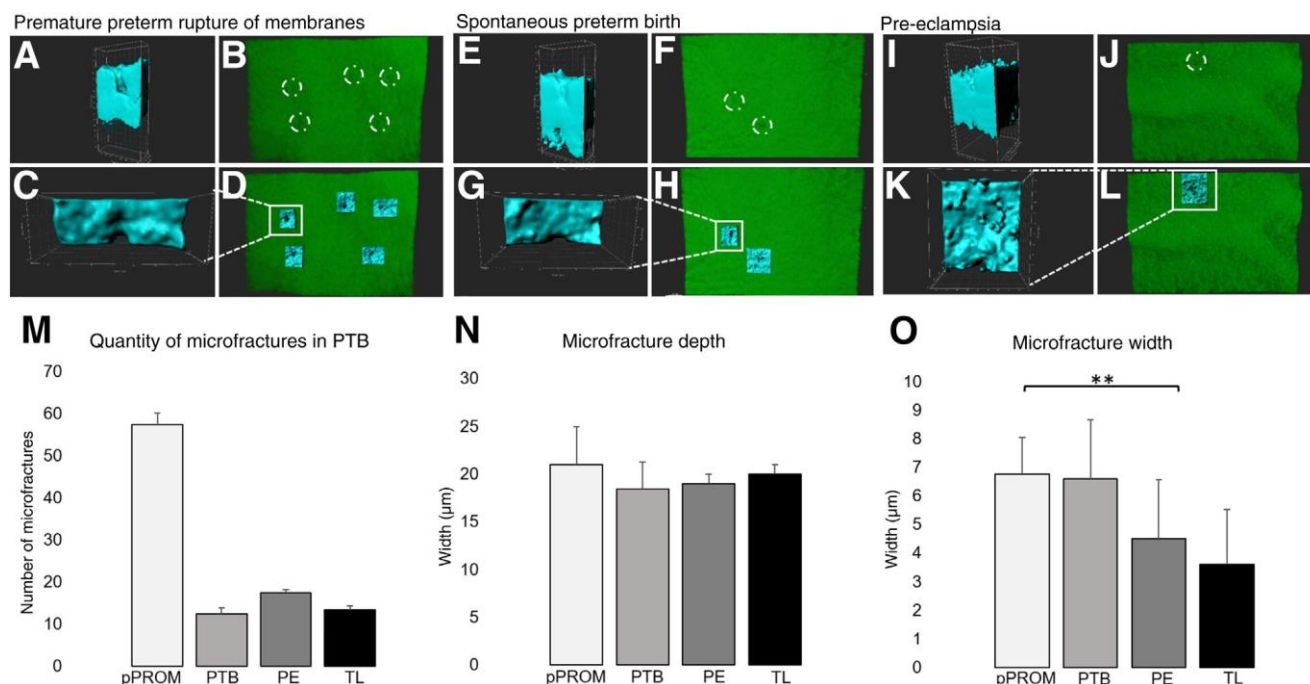 Premature preterm rupture of membranes
Spontaneous preterm birth
Pre-eclampsia
A
B
C
D
E
F
G
H
I
J
K
L
M
Quantity of microfractures in PTB
Number of microfractures
70
60
50
40
30
20
10
0
pPROM PTB PE TL
N
Microfracture depth
Width (μm)
30
25
20
15
10
5
0
pPROM PTB PE TL
O
Microfracture width
Width (μm)
10
9
8
7
6
5
4
3
2
1
0
**
pPROM PTB PE TL